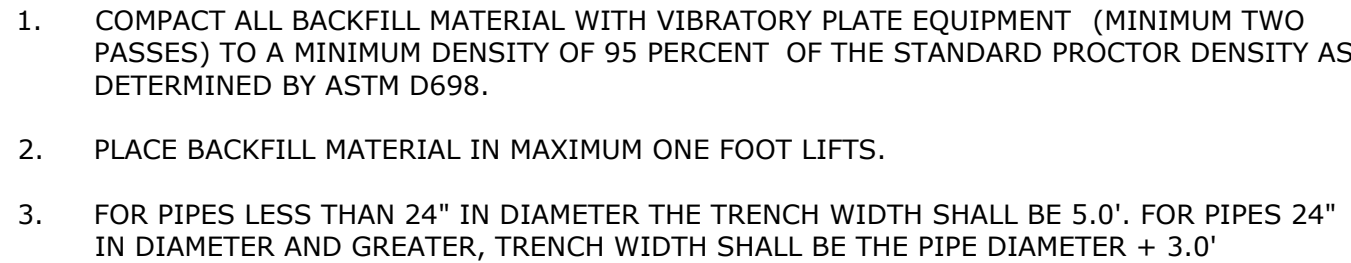 1. COMPACT ALL BACKFILL MATERIAL WITH VIBRATORY PLATE EQUIPMENT (MINIMUM TWO
PASSES) TO A MINIMUM DENSITY OF 95 PERCENT OF THE STANDARD PROCTOR DENSITY AS
DETERMINED BY ASTM D698.
2. PLACE BACKFILL MATERIAL IN MAXIMUM ONE FOOT LIFTS.
3. FOR PIPES LESS THAN 24" IN DIAMETER THE TRENCH WIDTH SHALL BE 5.0'. FOR PIPES 24"
IN DIAMETER AND GREATER, TRENCH WIDTH SHALL BE THE PIPE DIAMETER + 3.0'